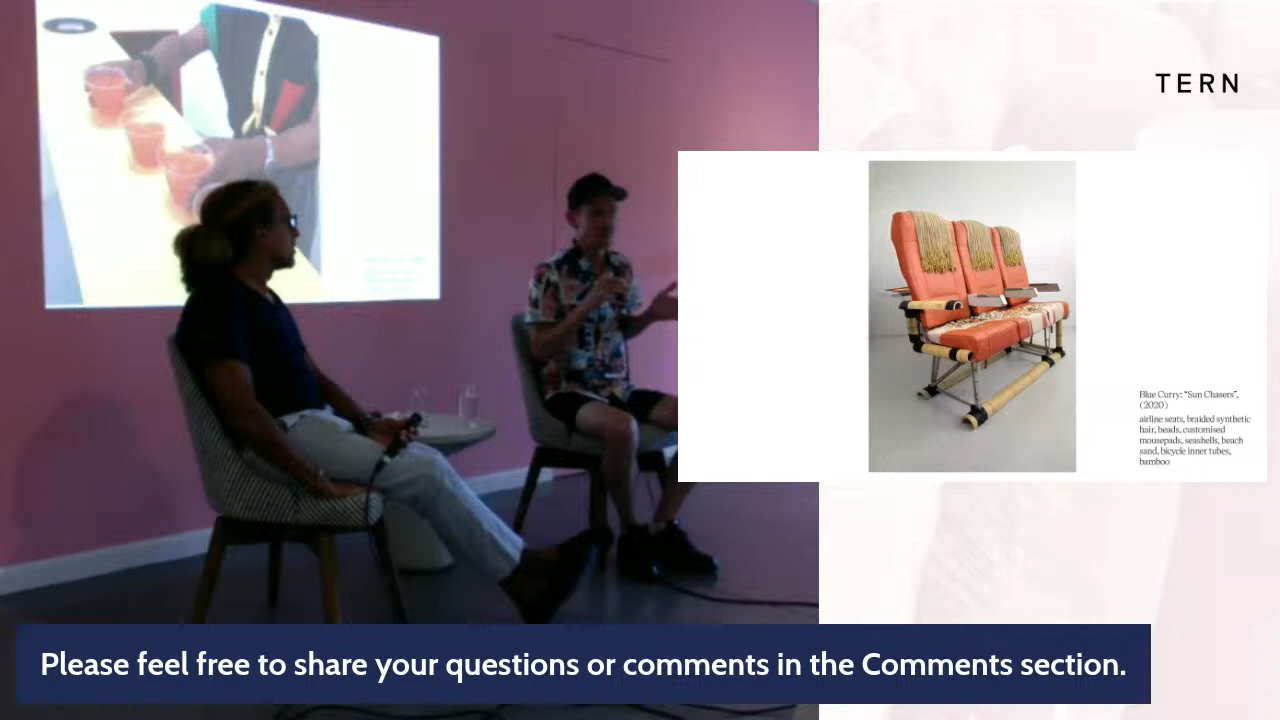 TERN
Blue Curry: "Sun Chasers",
(2020)
airline seats, braided synthetic
hair, beads, customised
mousepads, seashells, beach
sand, bicycle inner tubes,
bamboo
Please feel free to share your questions or comments in the Comments section.